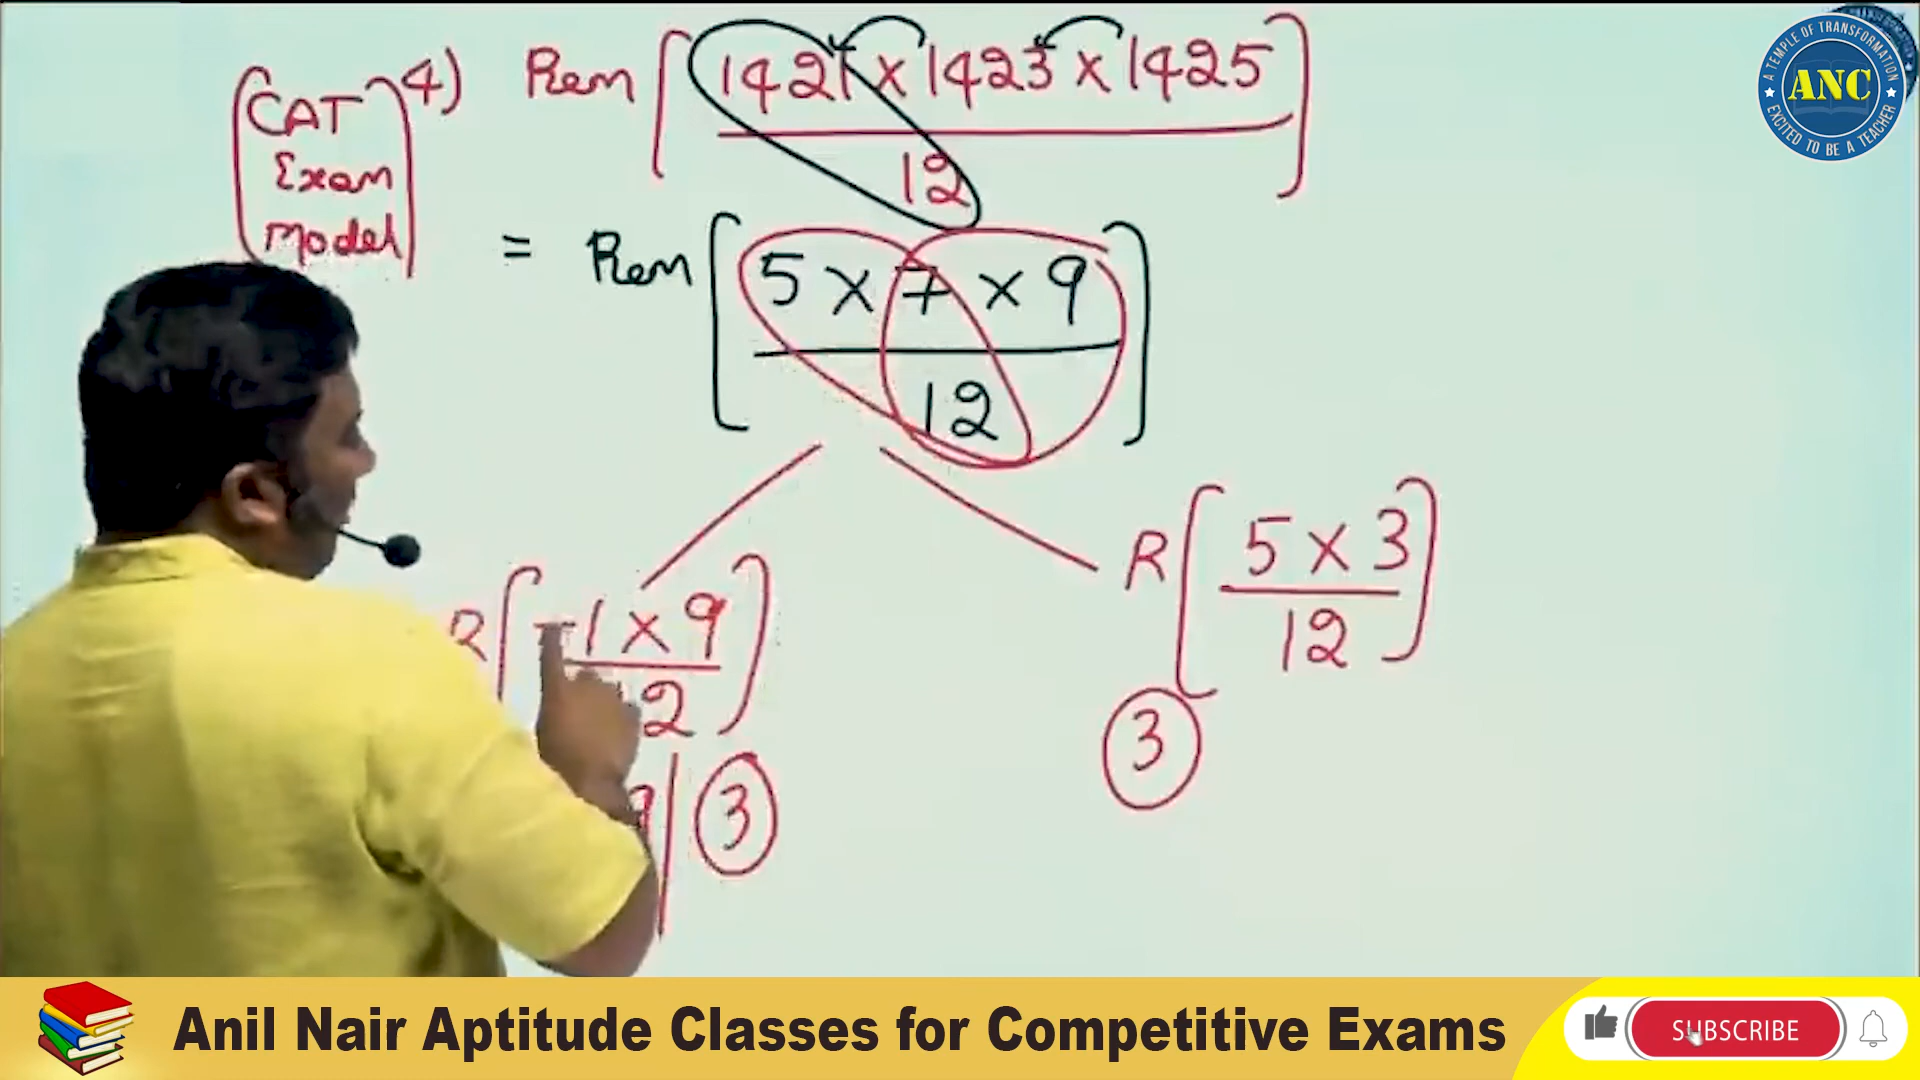 (CAT Exam Model)
4) Rem [1421 x 1423 x 1425]
12
= Rem [5 x 7 x 9]
12
R [-1 x 9]
12
9 | 3
R [5 x 3]
12
3
A TEMPLE OF TRANSFORMATION
ANC
EXCITED TO BE A TEACHER
Anil Nair Aptitude Classes for Competitive Exams
SUBSCRIBE